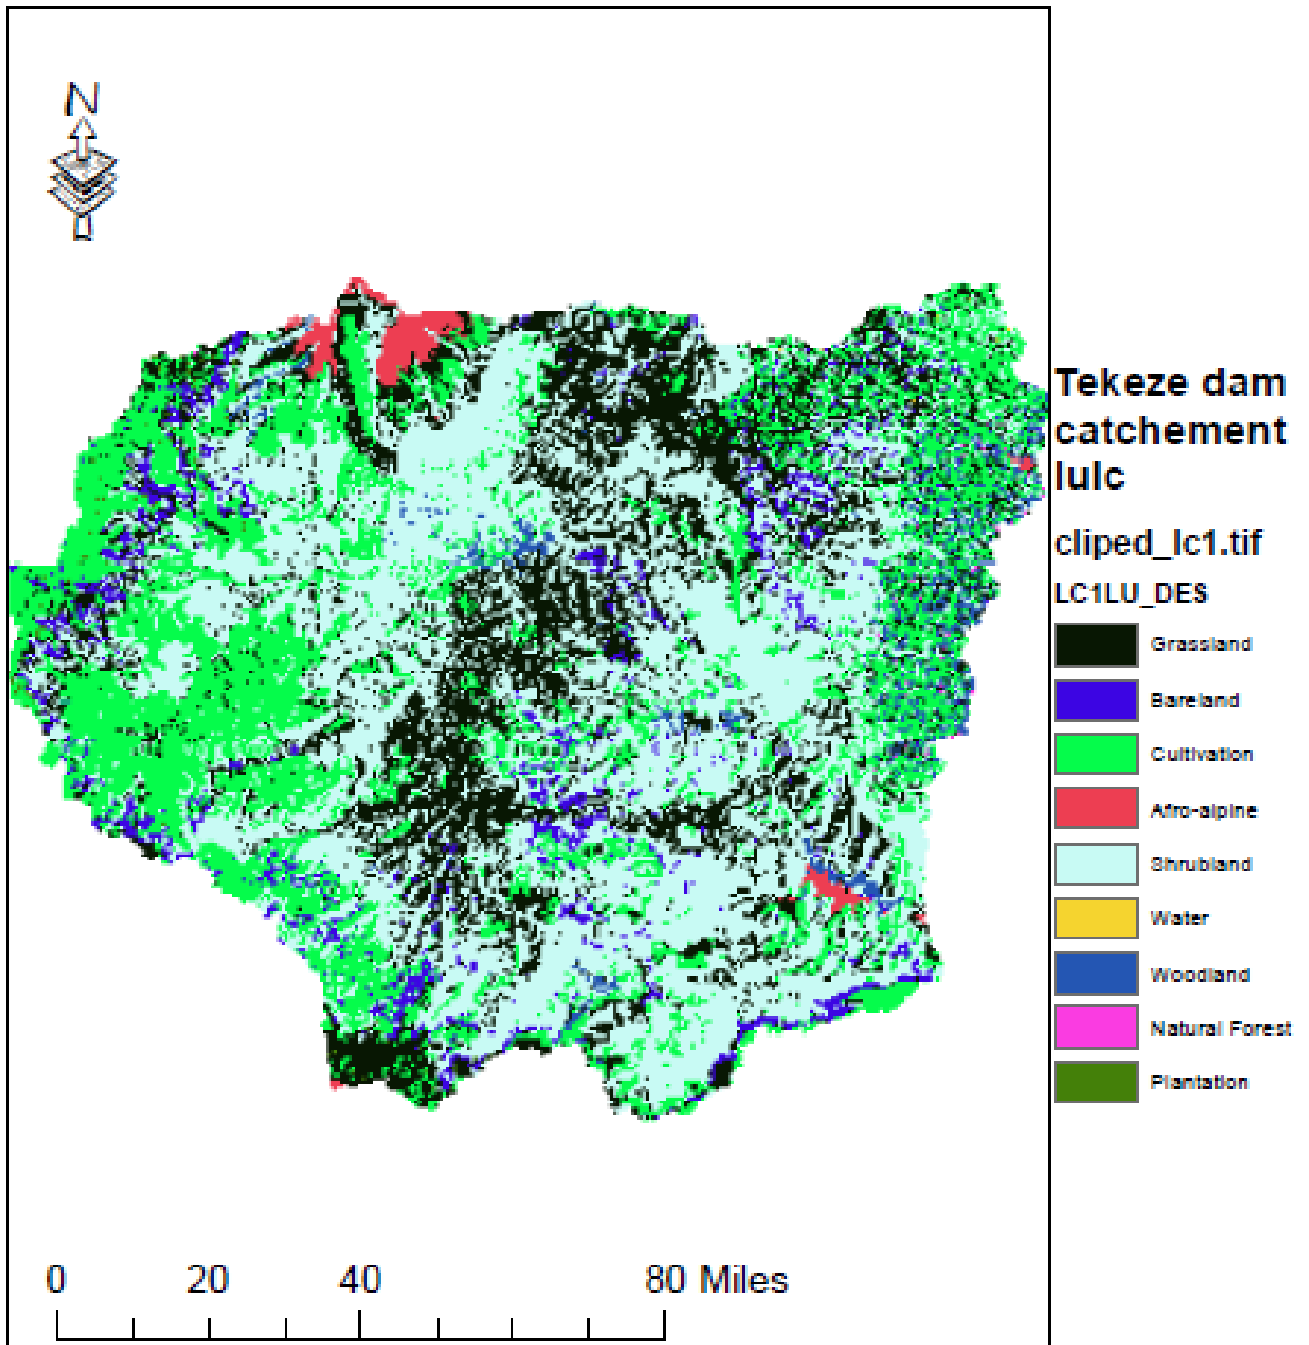 N
Tekeze dam
catchement
lulc
cliped_lc1.tif
LC1LU_DES
Grassland
Bareland
Cultivation
Afro-alpine
Shrubland
Water
Woodland
Natural Forest
Plantation
0 20 40 80 Miles